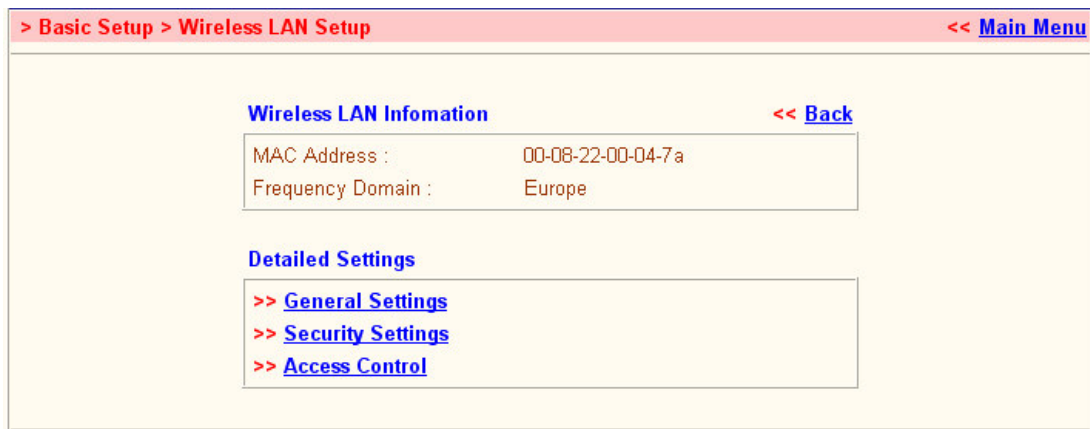 > Basic Setup > Wireless LAN Setup << Main Menu
Wireless LAN Infomation << Back
MAC Address : 00-08-22-00-04-7a
Frequency Domain : Europe
Detailed Settings
>> General Settings
>> Security Settings
>> Access Control